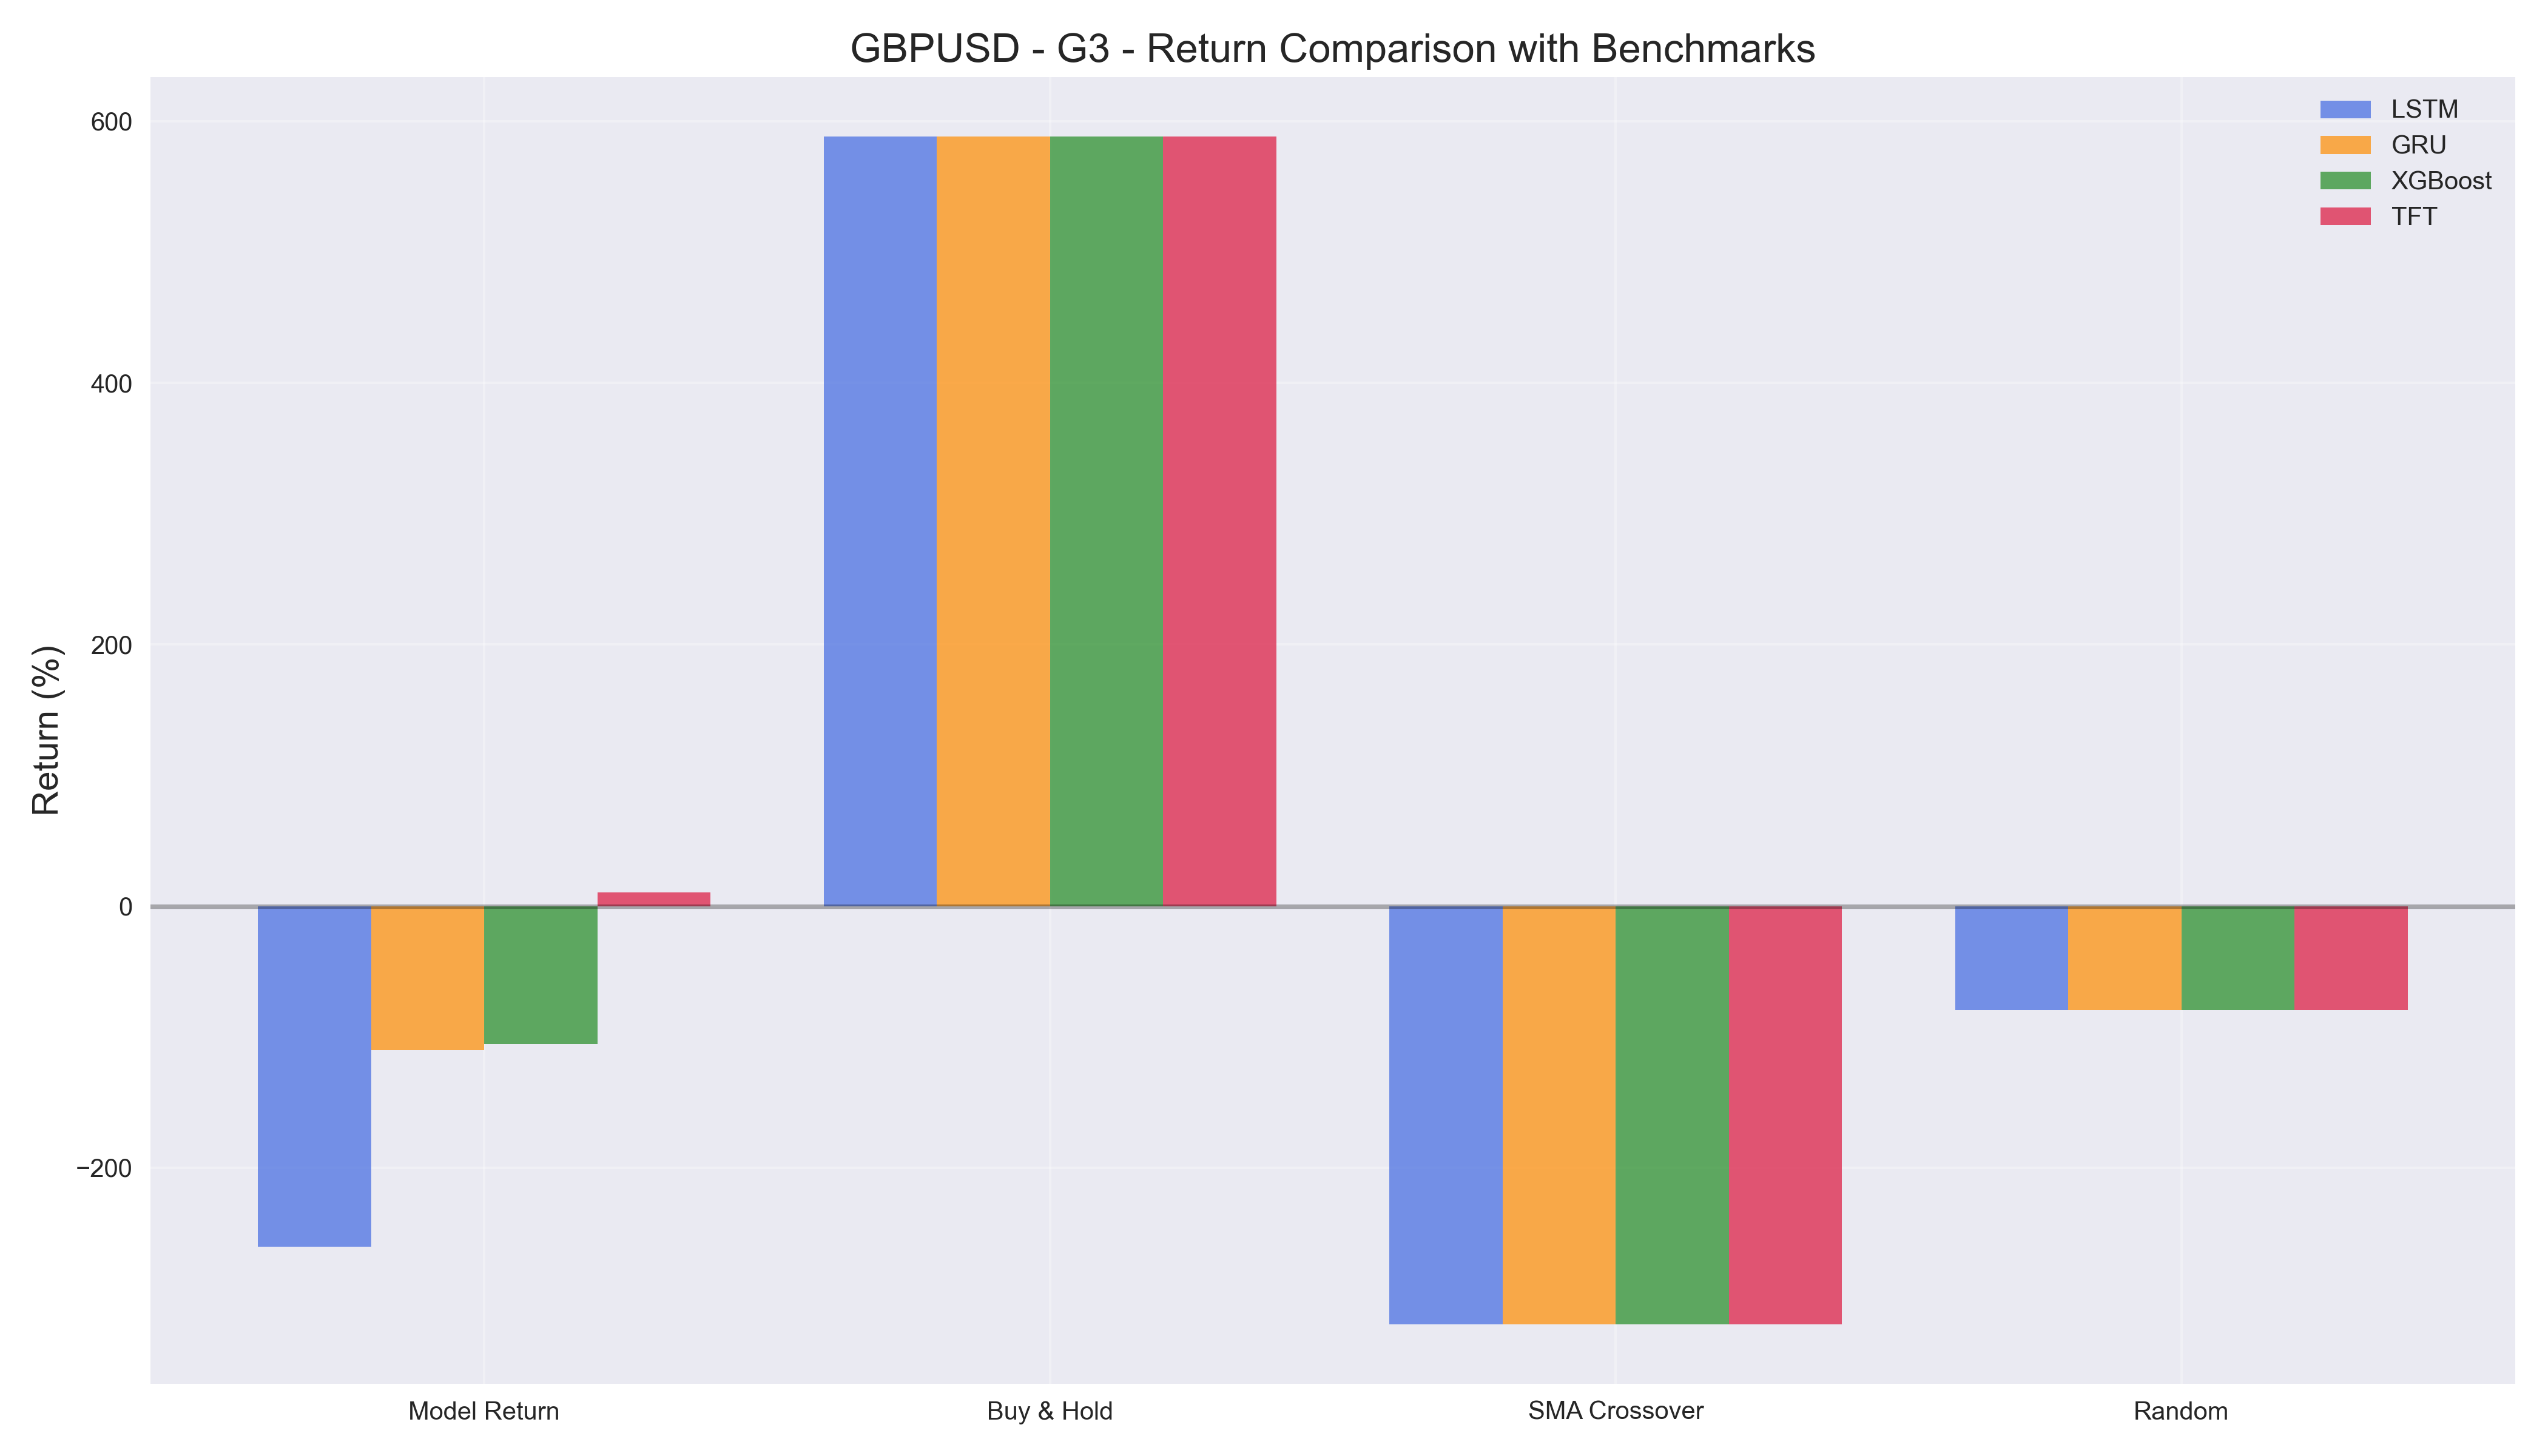 GBPUSD - G3 - Return Comparison with Benchmarks
LSTM
GRU
XGBoost
TFT
Return (%)
600
400
200
0
−200
Model Return
Buy & Hold
SMA Crossover
Random